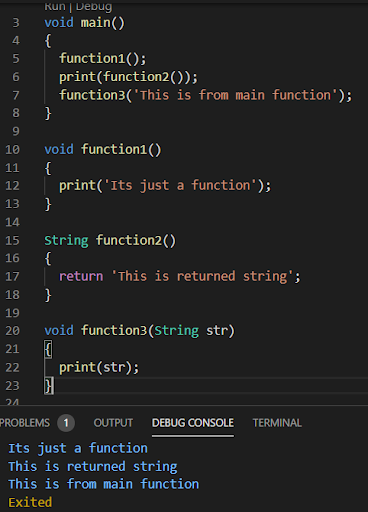 Run | Debug
3 void main()
4 {
5 function1();
6 print(function2());
7 function3('This is from main function');
8 }
9
10 void function1()
11 {
12 print('Its just a function');
13 }
14
15 String function2()
16 {
17 return 'This is returned string';
18 }
19
20 void function3(String str)
21 {
22 print(str);
23 }
24
PROBLEMS 1 OUTPUT DEBUG CONSOLE TERMINAL
Its just a function
This is returned string
This is from main function
Exited